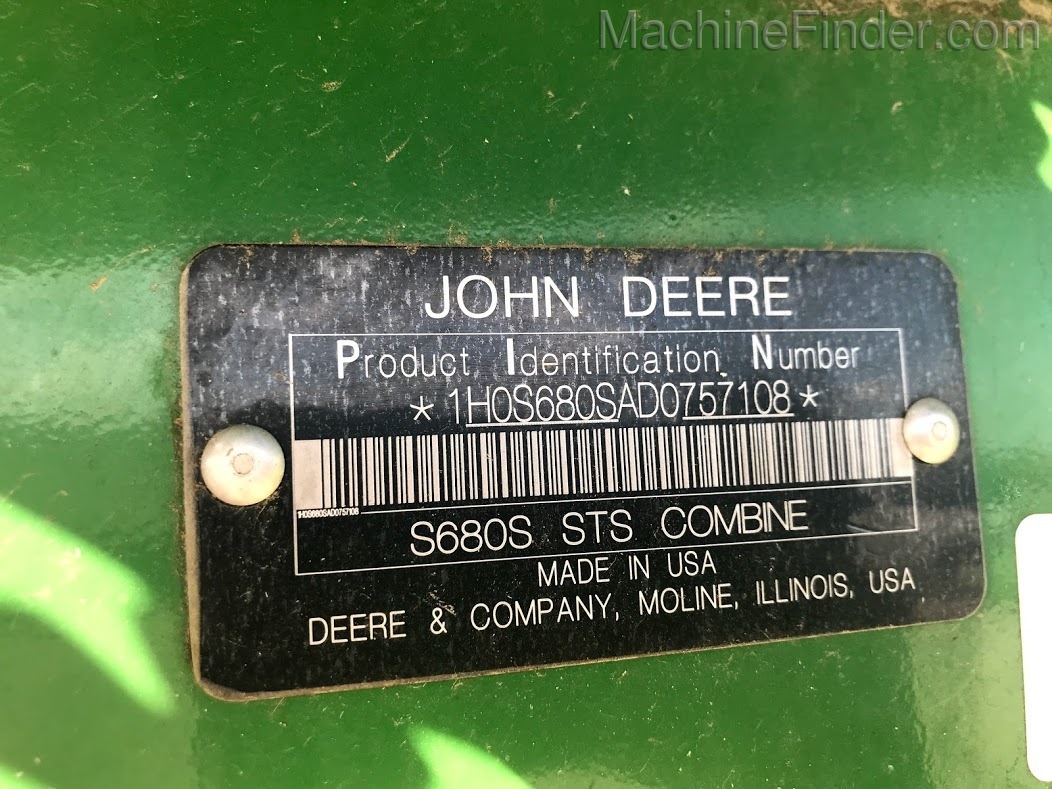 MachineFinder.com
JOHN DEERE
Product Identification Number
*1H0S680SAD0757108*
1H0S680SAD0757108
S680S STS COMBINE
MADE IN USA
DEERE & COMPANY, MOLINE, ILLINOIS, USA